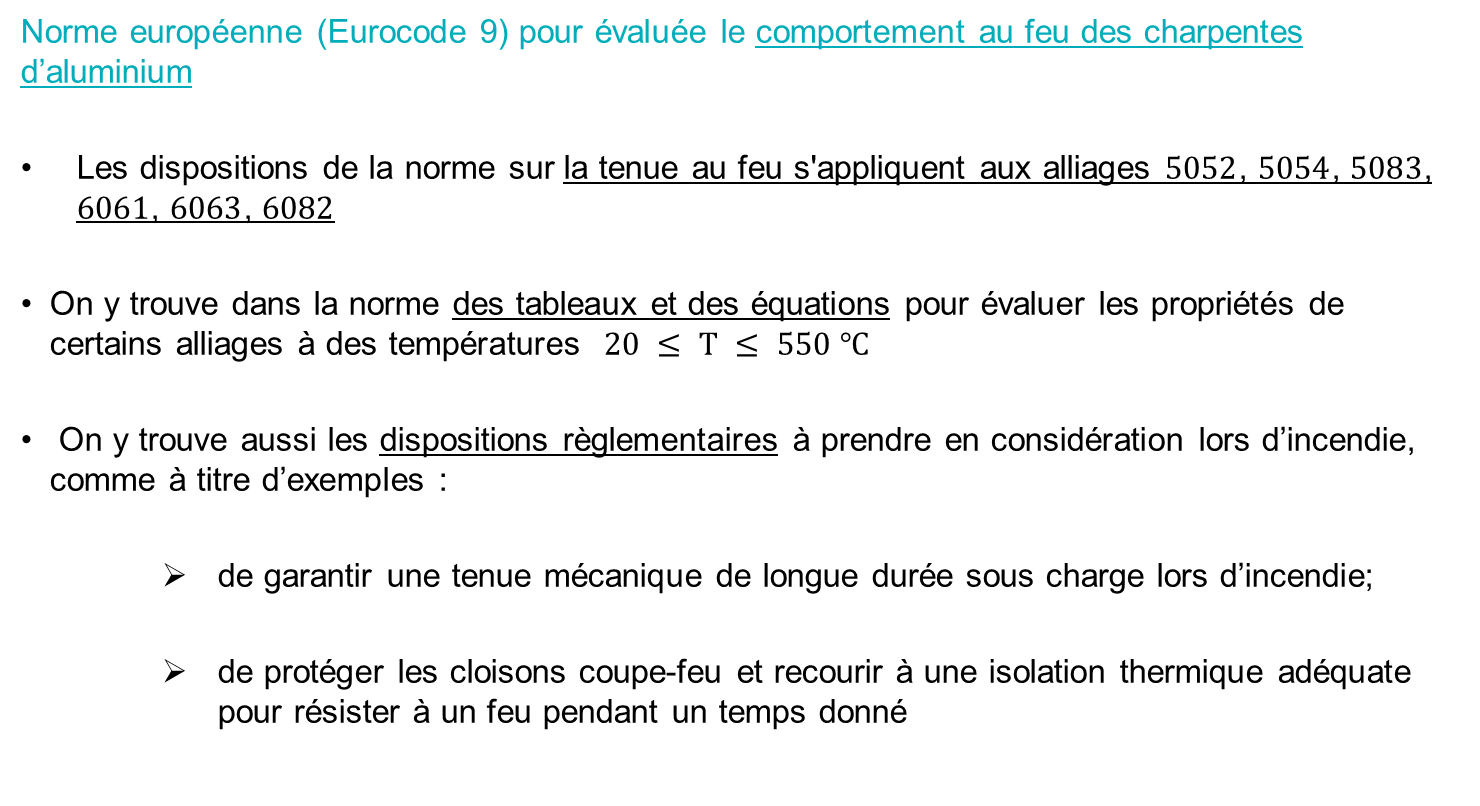 Norme européenne (Eurocode 9) pour évaluée le comportement au feu des charpentes
d’aluminium
• Les dispositions de la norme sur la tenue au feu s'appliquent aux alliages 5052, 5054, 5083,
6061, 6063, 6082
• On y trouve dans la norme des tableaux et des équations pour évaluer les propriétés de
certains alliages à des températures 20 ≤ T ≤ 550 °C
• On y trouve aussi les dispositions règlementaires à prendre en considération lors d’incendie,
comme à titre d’exemples :
➢ de garantir une tenue mécanique de longue durée sous charge lors d’incendie;
➢ de protéger les cloisons coupe-feu et recourir à une isolation thermique adéquate
pour résister à un feu pendant un temps donné